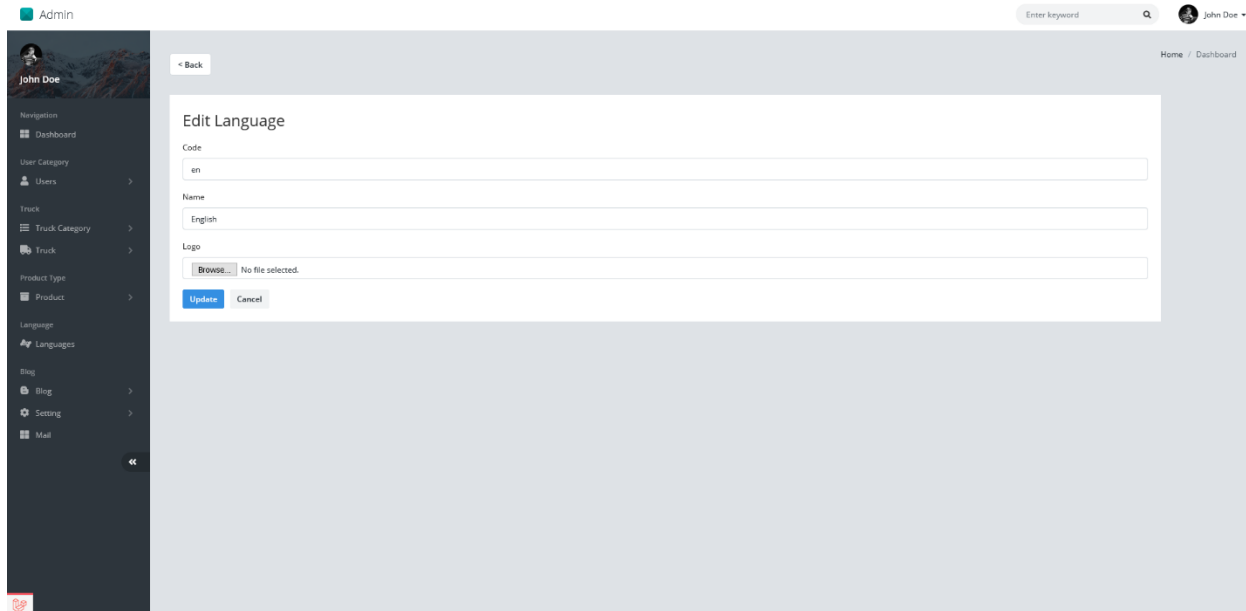 Admin
Enter keyword
John Doe
John Doe
Navigation
Dashboard
User Category
Users
Truck
Truck Category
Truck
Product Type
Product
Language
Languages
Blog
Blog
Setting
Mail
< Back
Home / Dashboard
Edit Language
Code
en
Name
English
Logo
Browse... No file selected.
Update Cancel